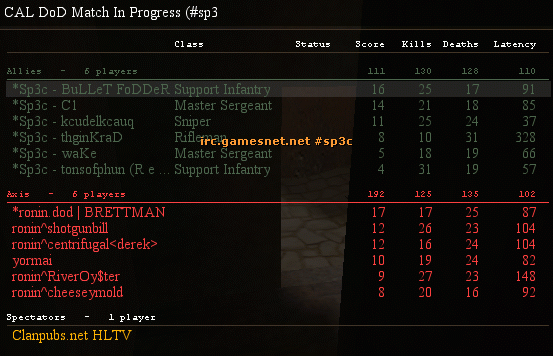 CAL DoD Match In Progress (#sp3
Class Status Score Kills Deaths Latency
Allies - 6 players 111 130 128 110
*Sp3c - BuLLeT FoDDeR Support Infantry 16 25 17 91
*Sp3c - C1 Master Sergeant 14 21 18 85
*Sp3c - kcudelkcauq Sniper 11 25 24 37
*Sp3c - thginKraD Rifleman 8 10 31 328
irc.gamesnet.net #sp3c
*Sp3c - waKe Master Sergeant 5 18 19 66
*Sp3c - tonsofphun (R e ... Support Infantry 4 31 19 57
Axis - 6 players 192 125 135 102
*ronin.dod | BRETTMAN 17 17 25 87
ronin^shotgunbill 12 26 23 104
ronin^centrifugal<derek> 12 16 24 104
yormai 10 19 24 82
ronin^RiverOy$ter 9 27 23 148
ronin^cheeseymold 8 20 16 92
Spectators - 1 player
Clanpubs.net HLTV